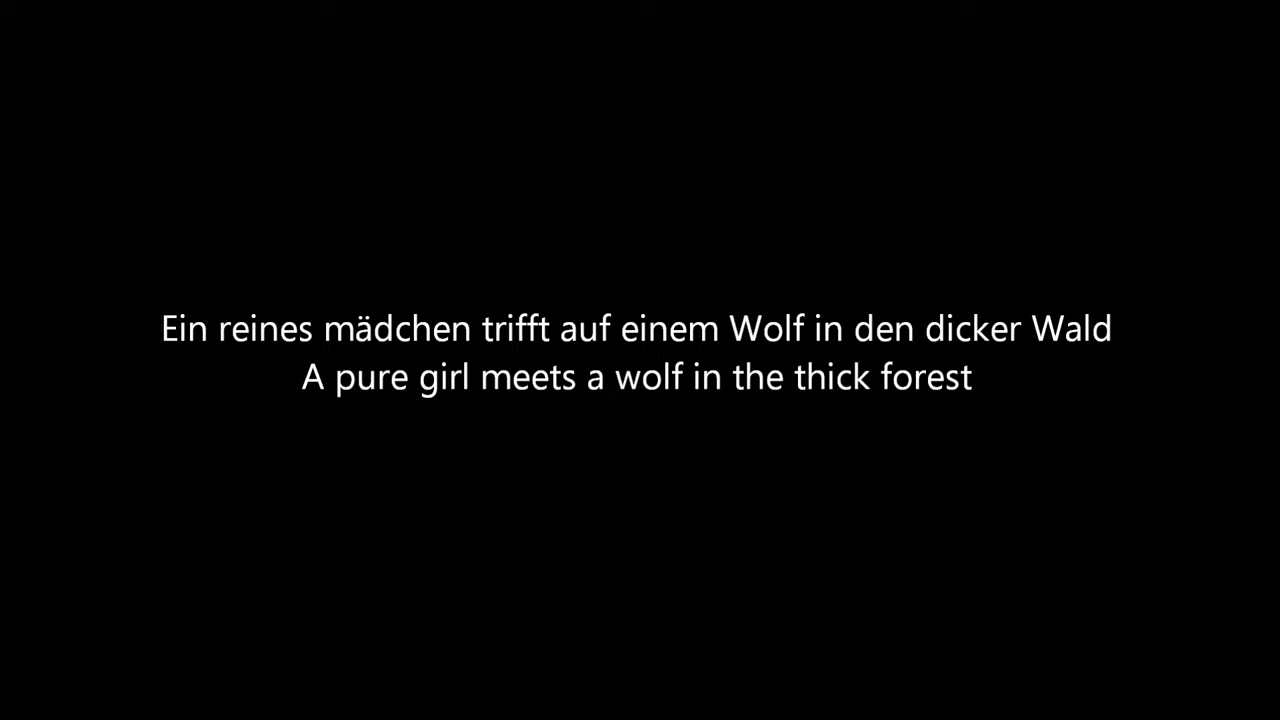 Ein reines mädchen trifft auf einem Wolf in den dicker Wald
A pure girl meets a wolf in the thick forest